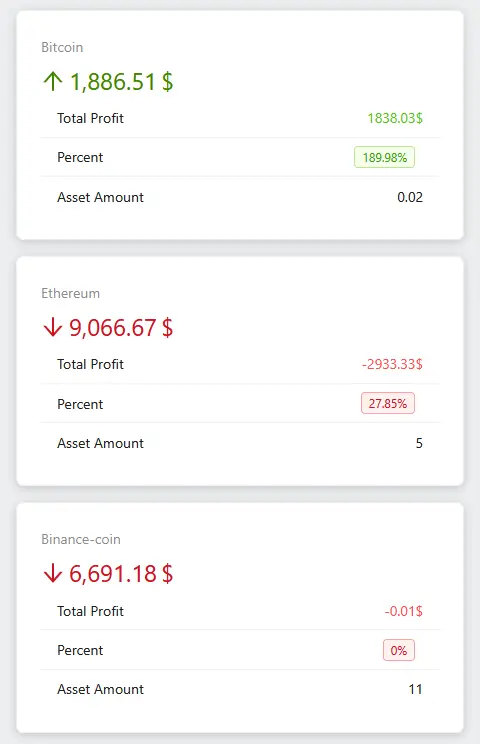 Bitcoin
↑ 1,886.51 $
Total Profit 1838.03$
Percent 189.98%
Asset Amount 0.02
Ethereum
↓ 9,066.67 $
Total Profit -2933.33$
Percent 27.85%
Asset Amount 5
Binance-coin
↓ 6,691.18 $
Total Profit -0.01$
Percent 0%
Asset Amount 11